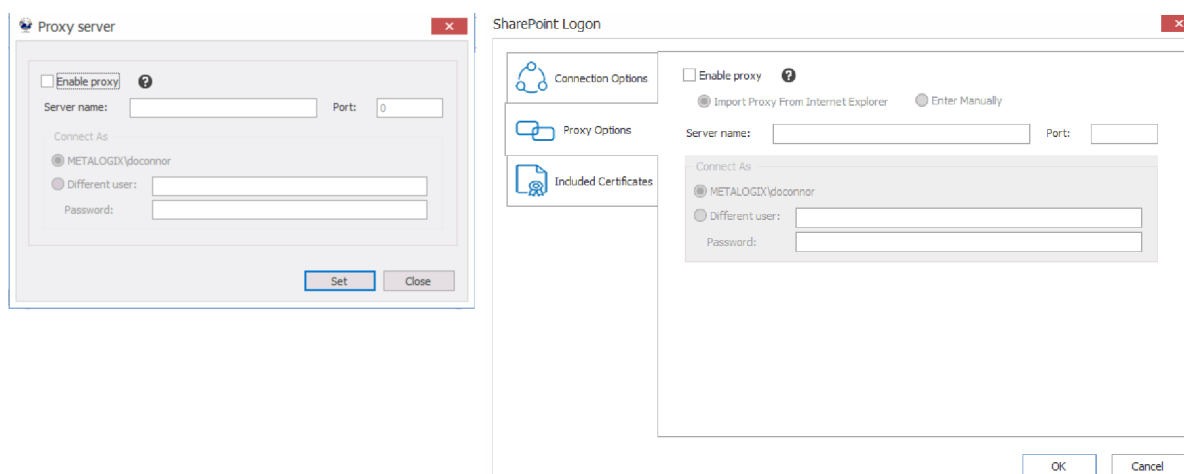 Proxy server
Enable proxy
Server name: Port: 0
Connect As
METALOGIX\doconnor
Different user:
Password:
Set Close
SharePoint Logon
Connection Options
Proxy Options
Included Certificates
Enable proxy
Import Proxy From Internet Explorer Enter Manually
Server name: Port:
Connect As
METALOGIX\doconnor
Different user:
Password:
OK Cancel